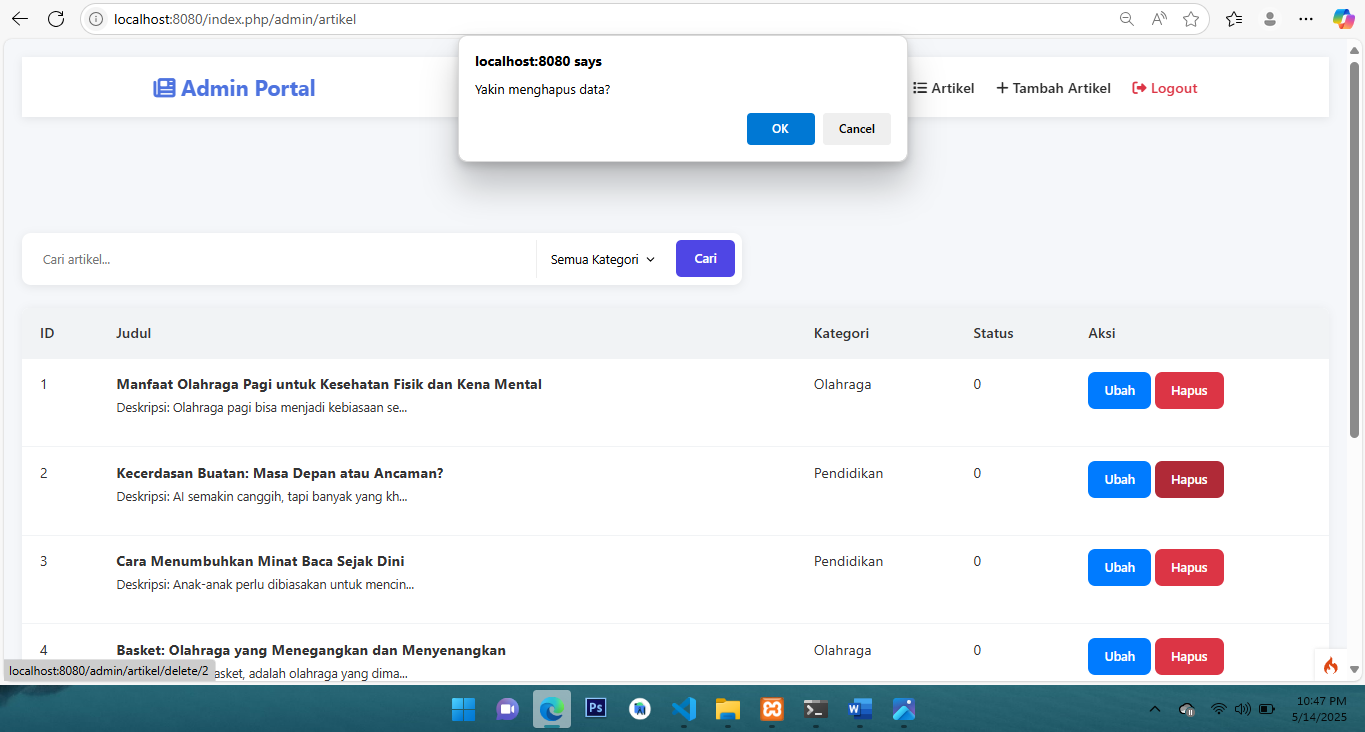 localhost:8080/index.php/admin/artikel
localhost:8080 says
Yakin menghapus data?
OK Cancel
Admin Portal
Artikel
Tambah Artikel
Logout
Cari artikel...
Semua Kategori
Cari
ID Judul Kategori Status Aksi
1 Manfaat Olahraga Pagi untuk Kesehatan Fisik dan Kena Mental Olahraga 0 Ubah Hapus
Deskripsi: Olahraga pagi bisa menjadi kebiasaan se...
2 Kecerdasan Buatan: Masa Depan atau Ancaman? Pendidikan 0 Ubah Hapus
Deskripsi: AI semakin canggih, tapi banyak yang kh...
3 Cara Menumbuhkan Minat Baca Sejak Dini Pendidikan 0 Ubah Hapus
Deskripsi: Anak-anak perlu dibiasakan untuk mencin...
4 Basket: Olahraga yang Menegangkan dan Menyenangkan Olahraga 0 Ubah Hapus
localhost:8080/admin/artikel/delete/2
adalah olahraga yang dima...
Ps
10:47 PM
5/14/2025